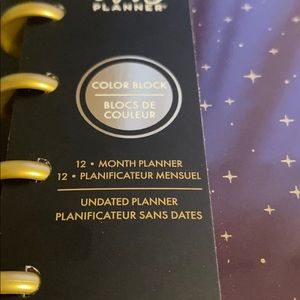 PLANNER
COLOR BLOCK
BLOCS DE
COULEUR
12 • MONTH PLANNER
12 • PLANIFICATEUR MENSUEL
UNDATED PLANNER
PLANIFICATEUR SANS DATES